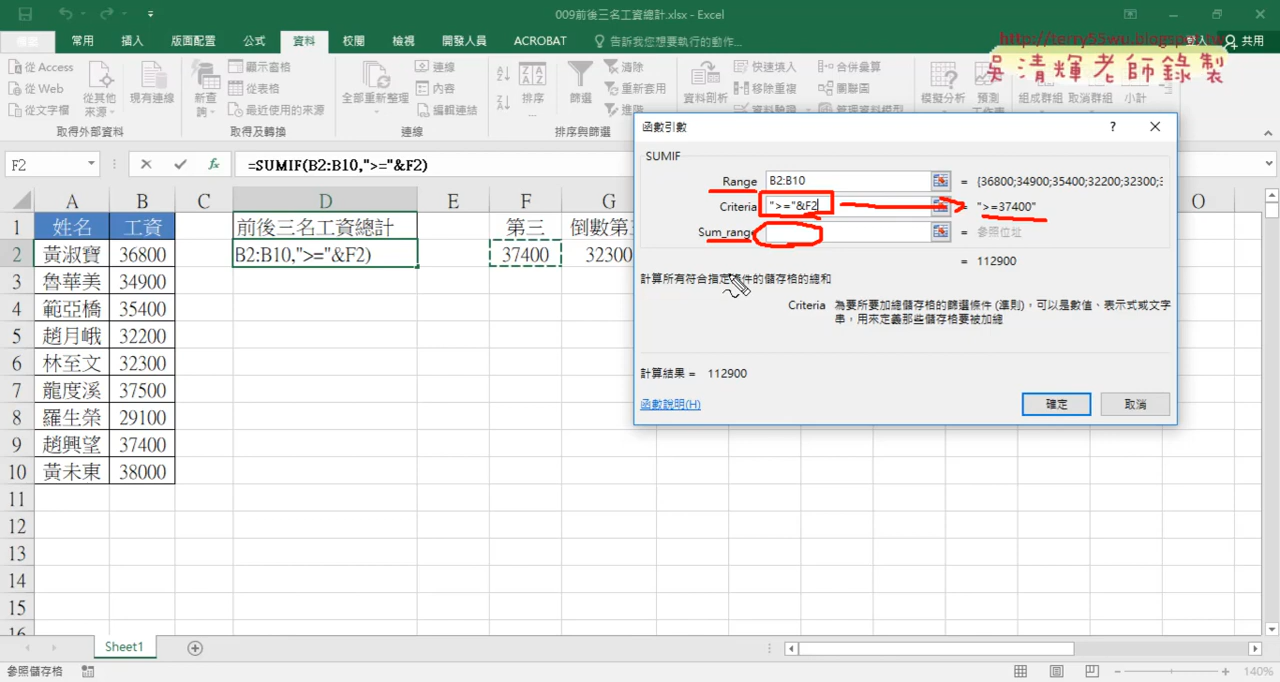 009前後三名工資總計.xlsx - Excel
http://terry55wu.blogspot.tw
吳清輝老師錄製
常用 插入 版面配置 公式 資料 校閱 檢視 開發人員 ACROBAT 告訴我您想要執行的動作... 登入 共用
從 Access
從 Web
從文字檔
從其他來源
現有連線
新查詢
顯示查詢
從表格
最近使用的來源
全部重新整理
連線
內容
編輯連結
排序
篩選
清除
重新套用
進階
資料剖析
快速填入
移除重複
資料驗證
合併彙算
關聯圖
管理資料模型
模擬分析
預測工作表
組成群組
取消群組
小計
取得外部資料 取得及轉換 連線 排序與篩選
F2 =SUMIF(B2:B10,">="&F2)
A B C D E F G O
1 姓名 工資 前後三名工資總計 第三 倒數第三
2 黃淑寶 36800 B2:B10,">="&F2) 37400 32300
3 魯華美 34900
4 範亞橋 35400
5 趙月峨 32200
6 林至文 32300
7 龍度溪 37500
8 羅生榮 29100
9 趙興望 37400
10 黃未東 38000
11
12
13
14
15
16
函數引數 ?
SUMIF
Range B2:B10 = {36800;34900;35400;32200;32300;3
Criteria ">="&F2 = ">=37400"
Sum_range = 參照位址
= 112900
計算所有符合指定條件的儲存格的總和
Criteria 為要所要加總儲存格的篩選條件 (準則)，可以是數值、表示式或文字
串，用來定義那些儲存格要被加總
計算結果 = 112900
函數說明(H) 確定 取消
Sheet1
參照儲存格 140%